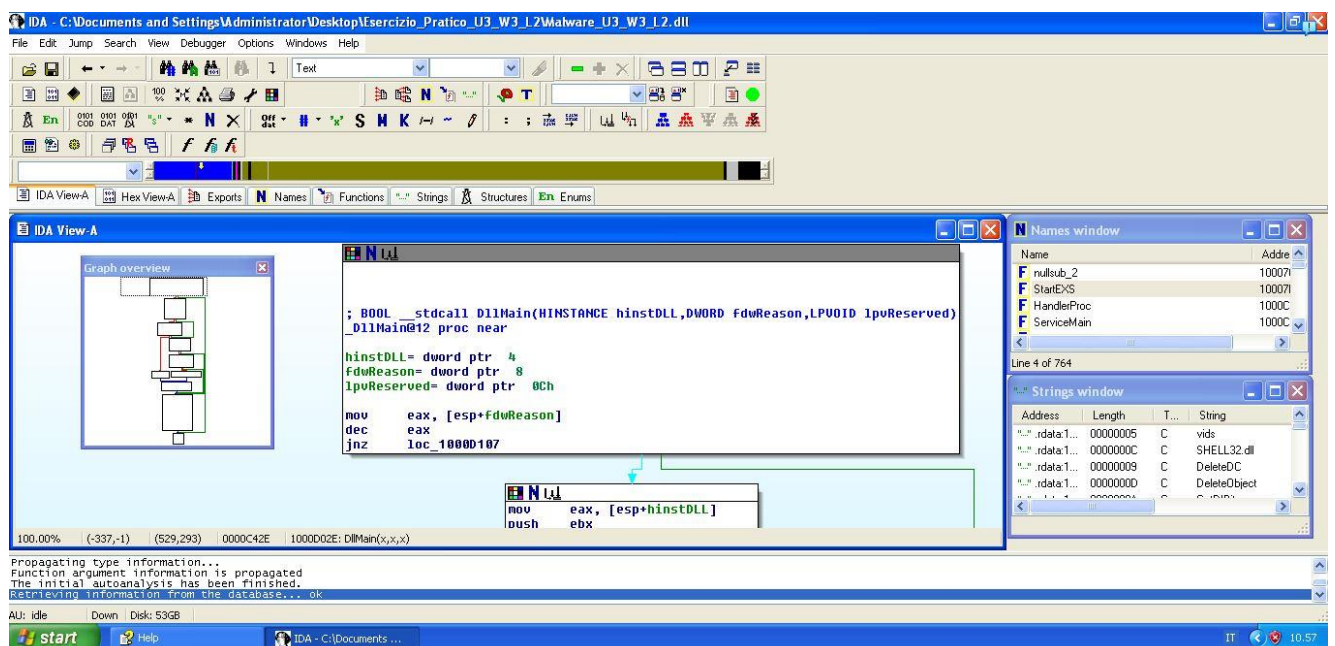 IDA - C:\Documents and Settings\Administrator\Desktop\Esercizio_Pratico_U3_W3_L2\Malware_U3_W3_L2.dll
File Edit Jump Search View Debugger Options Windows Help
Text
IDA View-A Hex View-A Exports Names Functions Strings Structures En Enums
IDA View-A
Graph overview
; BOOL __stdcall DllMain(HINSTANCE hinstDLL,DWORD fdwReason,LPVOID lpvReserved)
_DllMain@12 proc near
hinstDLL= dword ptr 4
fdwReason= dword ptr 8
lpvReserved= dword ptr 0Ch
mov eax, [esp+fdwReason]
dec eax
jnz loc_1000D107
mov eax, [esp+hinstDLL]
push ebx
100.00% (-337,-1) (529,293) 0000C42E 1000D02E: DllMain(x,x,x)
Names window
Name Addre
nullsub_2 10007
StartEXS 10007
HandlerProc 1000C
ServiceMain 1000C
Line 4 of 764
Strings window
Address Length T... String
.rdata:1... 00000005 C vids
.rdata:1... 0000000C C SHELL32.dll
.rdata:1... 00000009 C DeleteDC
.rdata:1... 0000000D C DeleteObject
Propagating type information...
Function argument information is propagated
The initial autoanalysis has been finished.
Retrieving information from the database... ok
AU: idle Down Disk: 53GB
start Help IDA - C:\Documents ... IT 10.57